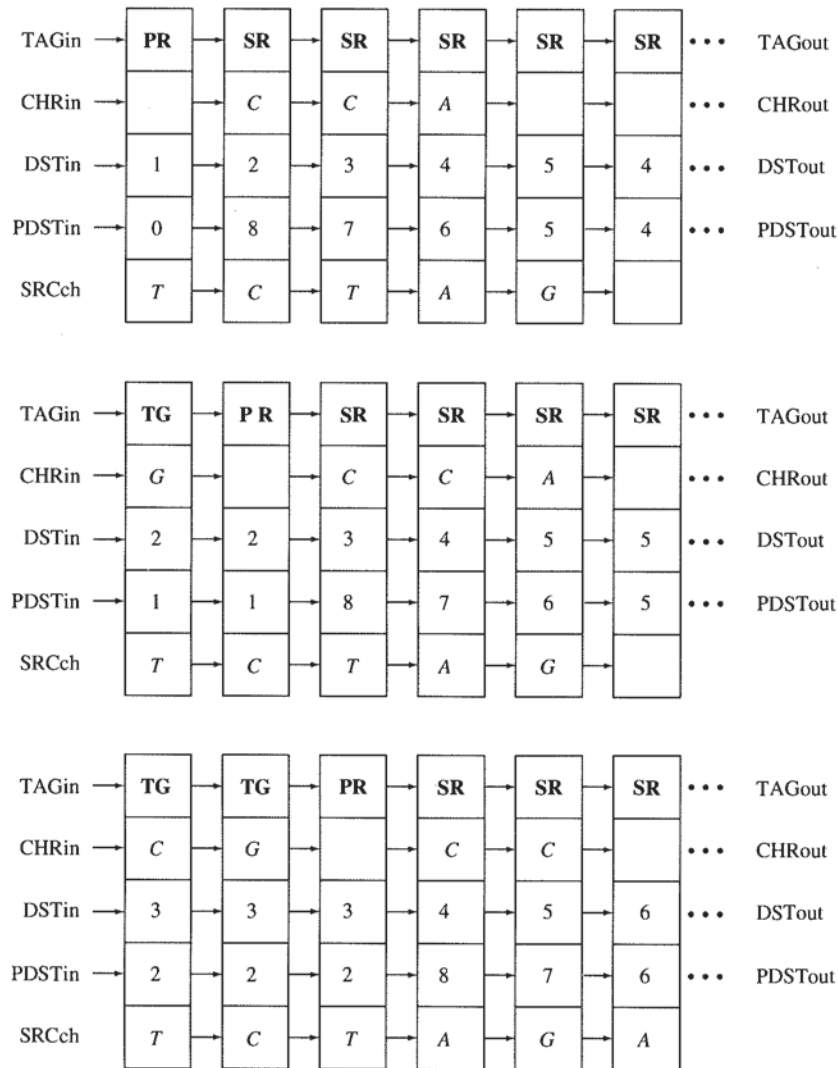 TAGin PR SR SR SR SR SR ••• TAGout
CHRin C C A ••• CHRout
DSTin 1 2 3 4 5 4 ••• DSTout
PDSTin 0 8 7 6 5 4 ••• PDSTout
SRCch T C T A G
TAGin TG P R SR SR SR SR ••• TAGout
CHRin G C C A ••• CHRout
DSTin 2 2 3 4 5 5 ••• DSTout
PDSTin 1 1 8 7 6 5 ••• PDSTout
SRCch T C T A G
TAGin TG TG PR SR SR SR ••• TAGout
CHRin C G C C ••• CHRout
DSTin 3 3 3 4 5 6 ••• DSTout
PDSTin 2 2 2 8 7 6 ••• PDSTout
SRCch T C T A G A